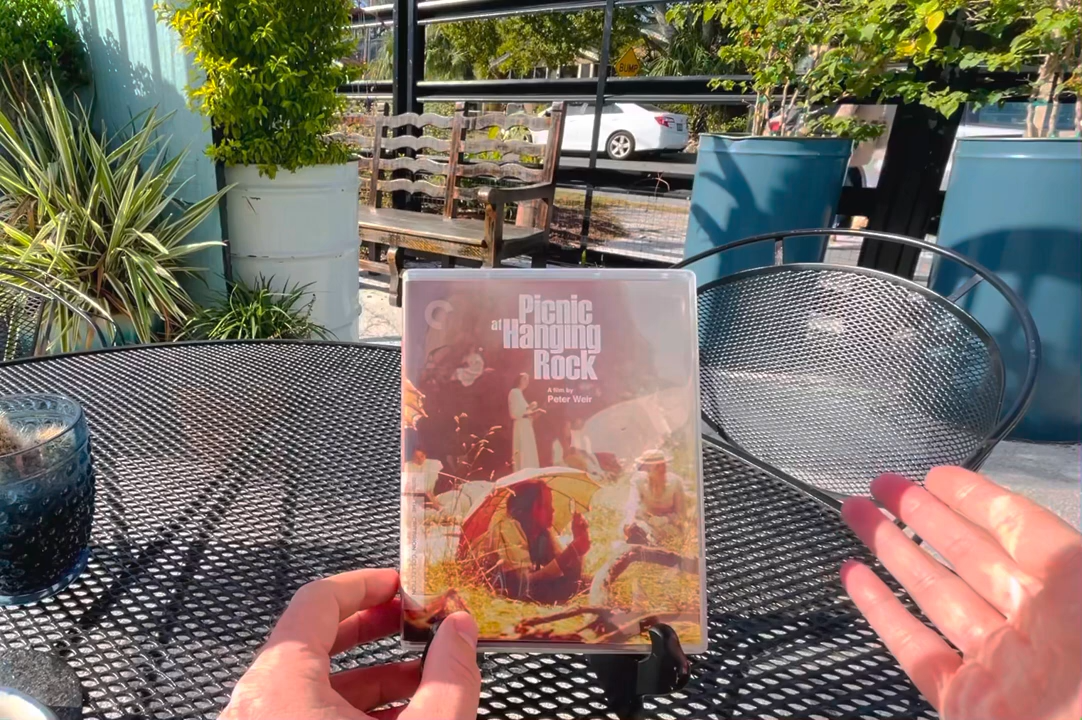 BUMP
Picnic
at Hanging
Rock
A film by
Peter Weir